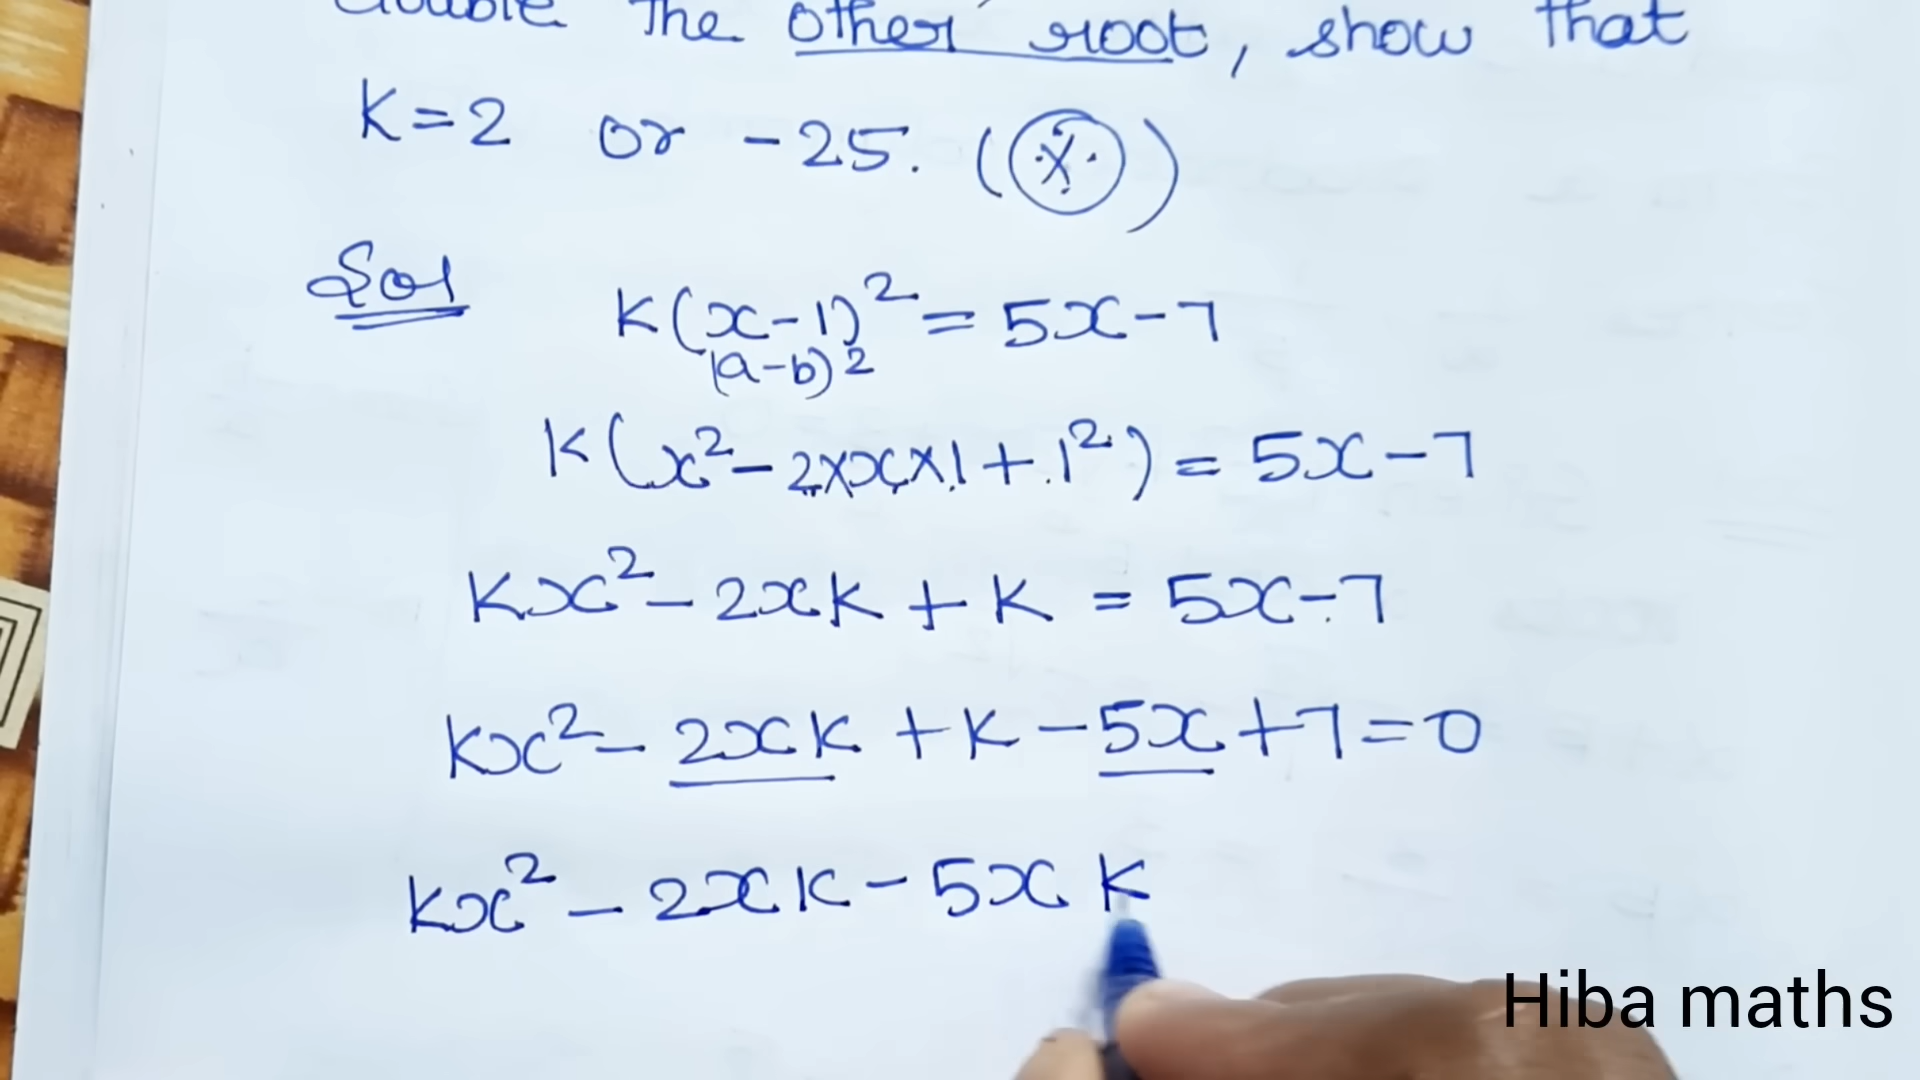 double the other root, show that
K=2 or -25. (※)
Sol K(x-1)² = 5x-7
(a-b)²
K(x²-2×x×1+1²) = 5x-7
Kx²-2xK+K = 5x-7
Kx²-2xK+K-5x+7=0
Kx²-2xK-5x K
Hiba maths